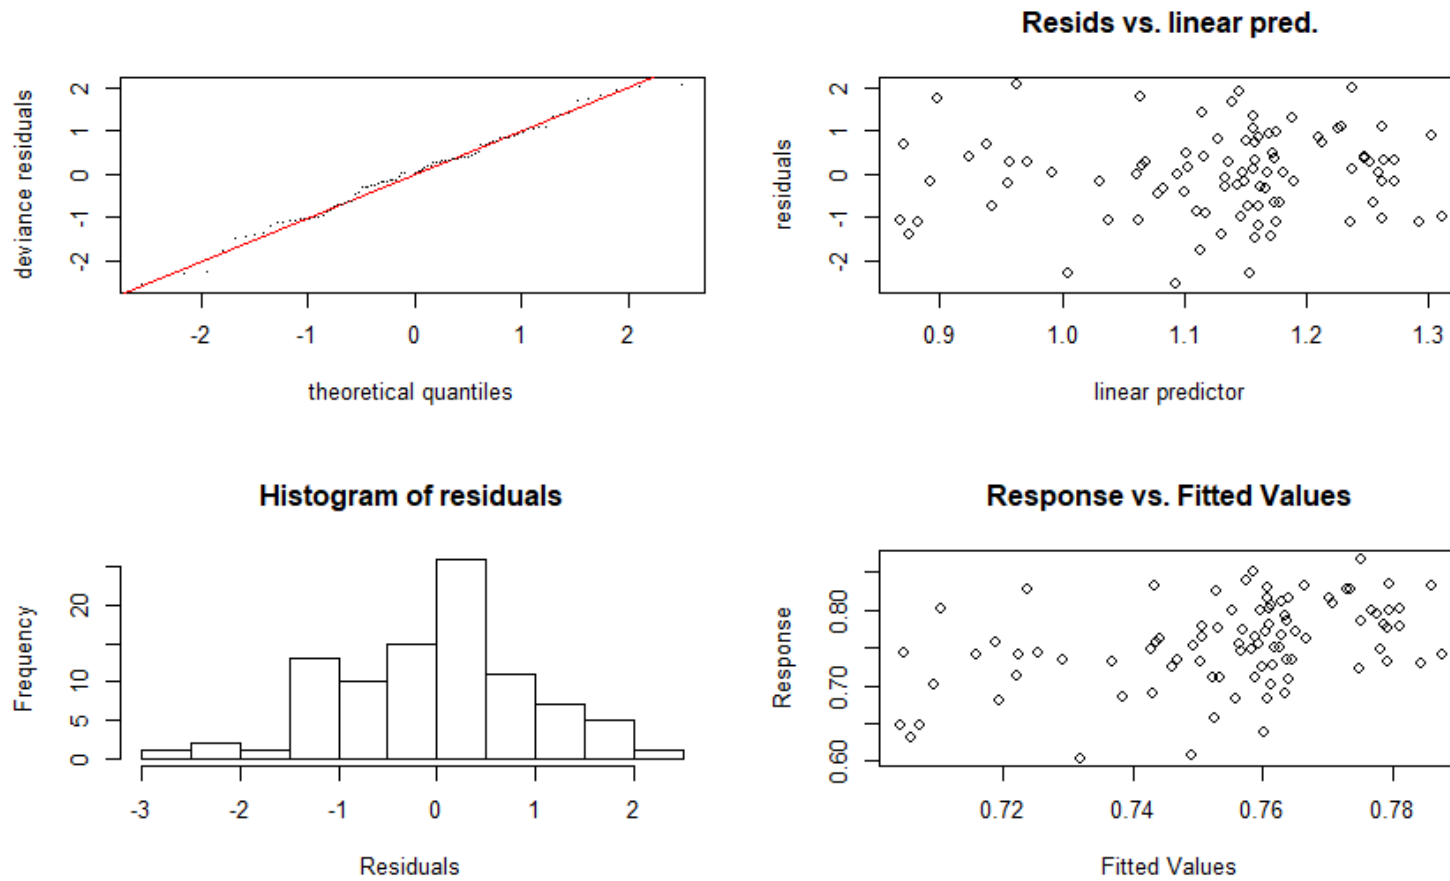 deviance residuals
2
1
0
-1
-2
-2 -1 0 1 2
theoretical quantiles
Resids vs. linear pred.
residuals
2
1
0
-1
-2
0.9 1.0 1.1 1.2 1.3
linear predictor
Histogram of residuals
Frequency
20
10
5
0
-3 -2 -1 0 1 2
Residuals
Response vs. Fitted Values
Response
0.80
0.70
0.60
0.72 0.74 0.76 0.78
Fitted Values